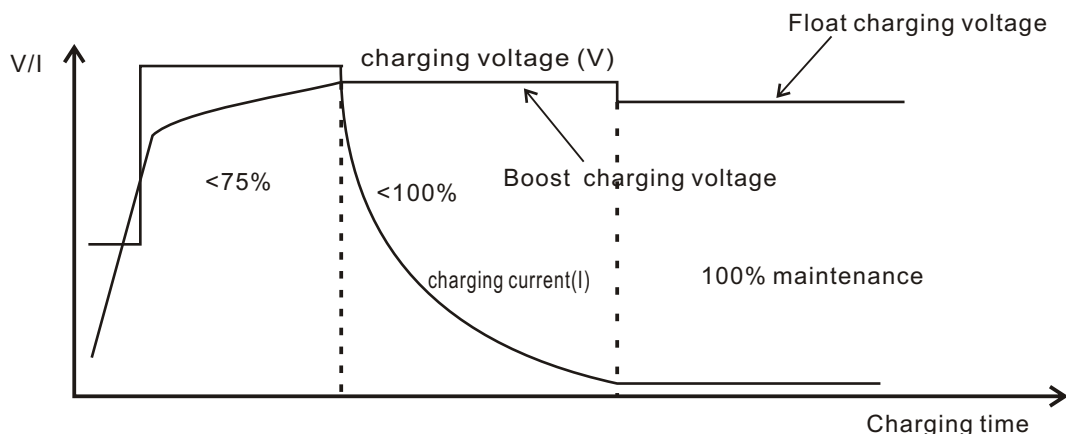 Float charging voltage
V/I
charging voltage (V)
<75%
<100%
Boost charging voltage
charging current(I)
100% maintenance
Charging time